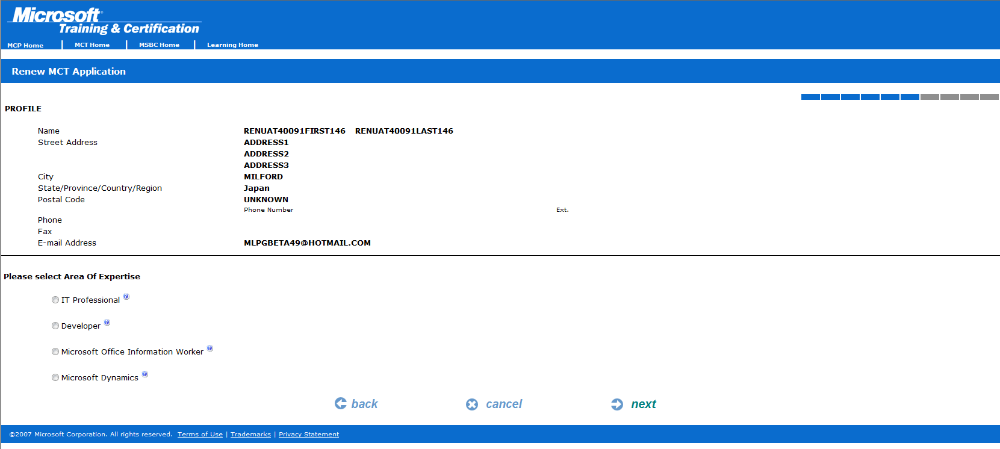 Microsoft
Training & Certification
MCP Home | MCT Home | MSBC Home | Learning Home
Renew MCT Application
PROFILE
Name RENUAT40091FIRST146 RENUAT40091LAST146
Street Address ADDRESS1
ADDRESS2
ADDRESS3
City MILFORD
State/Province/Country/Region Japan
Postal Code UNKNOWN
Phone Number Ext.
Phone
Fax
E-mail Address MLPGBETA49@HOTMAIL.COM
Please select Area Of Expertise
IT Professional ?
Developer ?
Microsoft Office Information Worker ?
Microsoft Dynamics ?
back cancel next
©2007 Microsoft Corporation. All rights reserved. Terms of Use | Trademarks | Privacy Statement